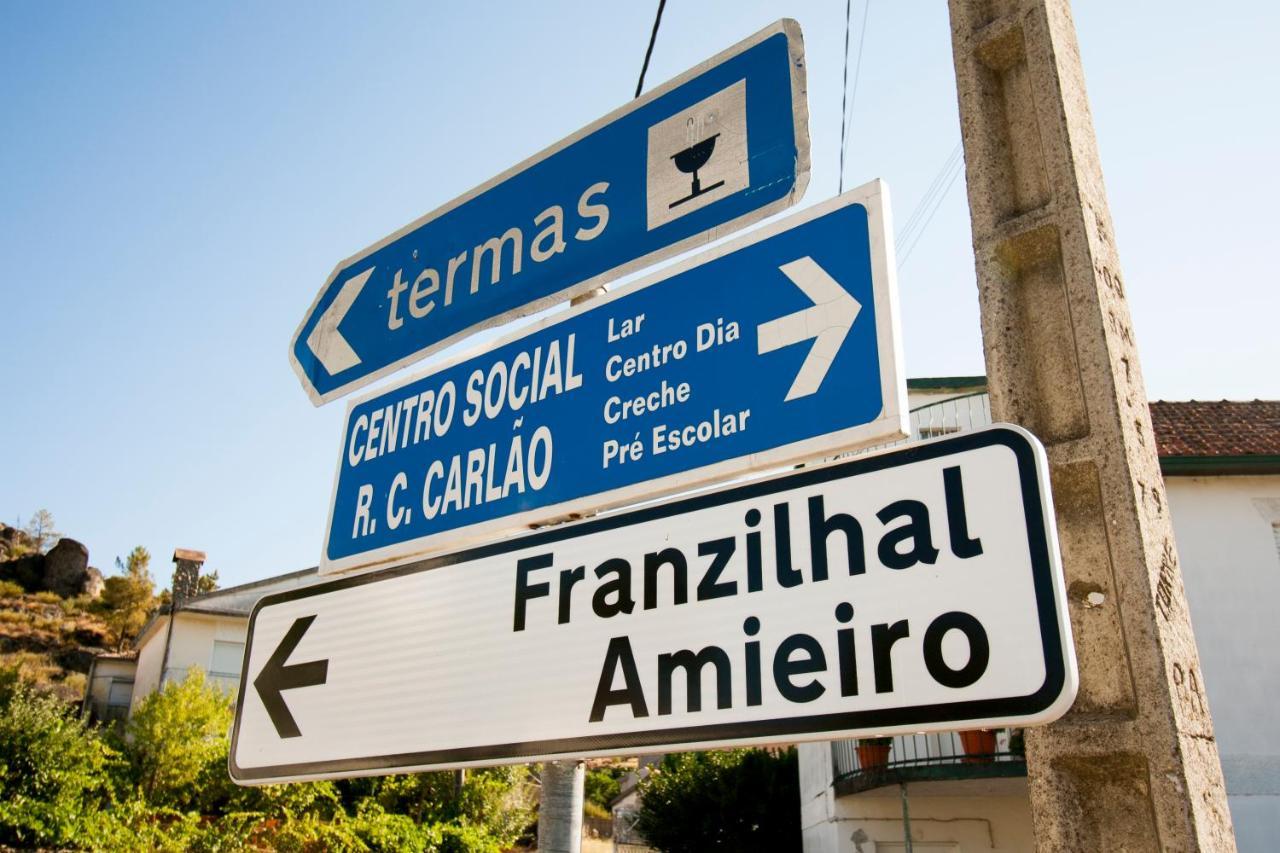 termas
CENTRO SOCIAL
R. C. CARLÃO
Lar
Centro Dia
Creche
Pré Escolar
Franzilhal
Amieiro